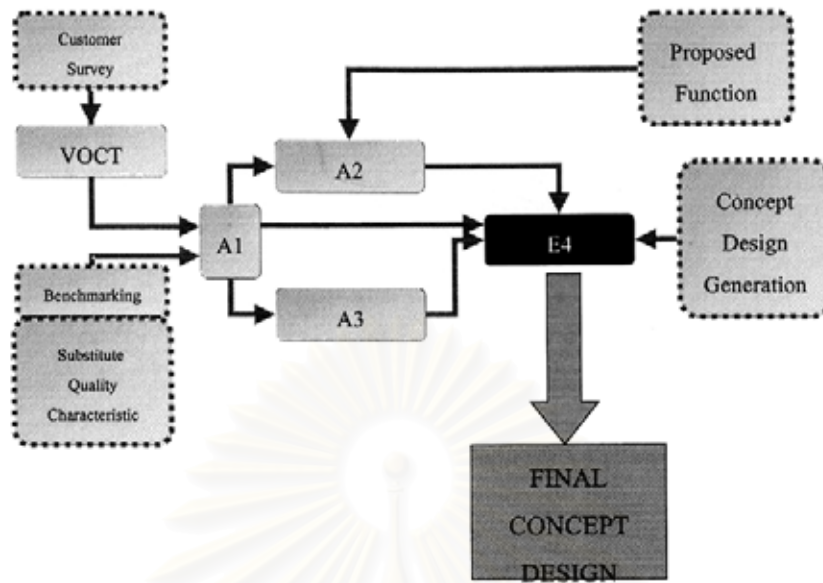 Customer
Survey
Proposed
Function
VOCT
A2
Concept
Design
Generation
A1
E4
Benchmarking
A3
Substitute
Quality
Characteristic
FINAL
CONCEPT
DESIGN